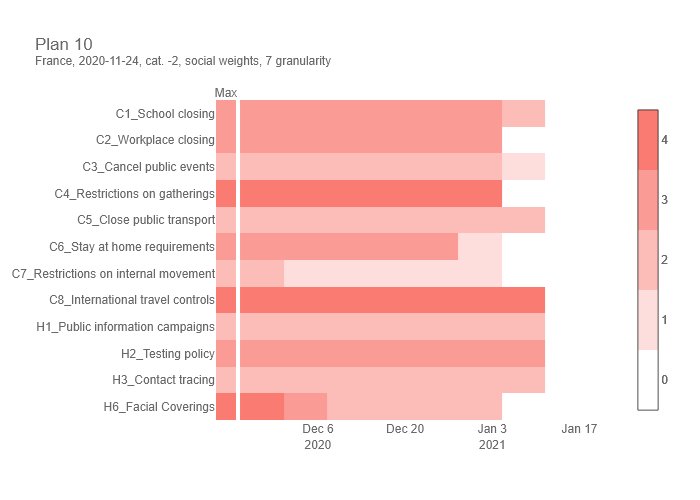 Plan 10
France, 2020-11-24, cat. -2, social weights, 7 granularity
Max
C1_School closing
C2_Workplace closing
C3_Cancel public events
C4_Restrictions on gatherings
C5_Close public transport
C6_Stay at home requirements
C7_Restrictions on internal movement
C8_International travel controls
H1_Public information campaigns
H2_Testing policy
H3_Contact tracing
H6_Facial Coverings
Dec 6 Dec 20 Jan 3 Jan 17
2020 2021
4
3
2
1
0